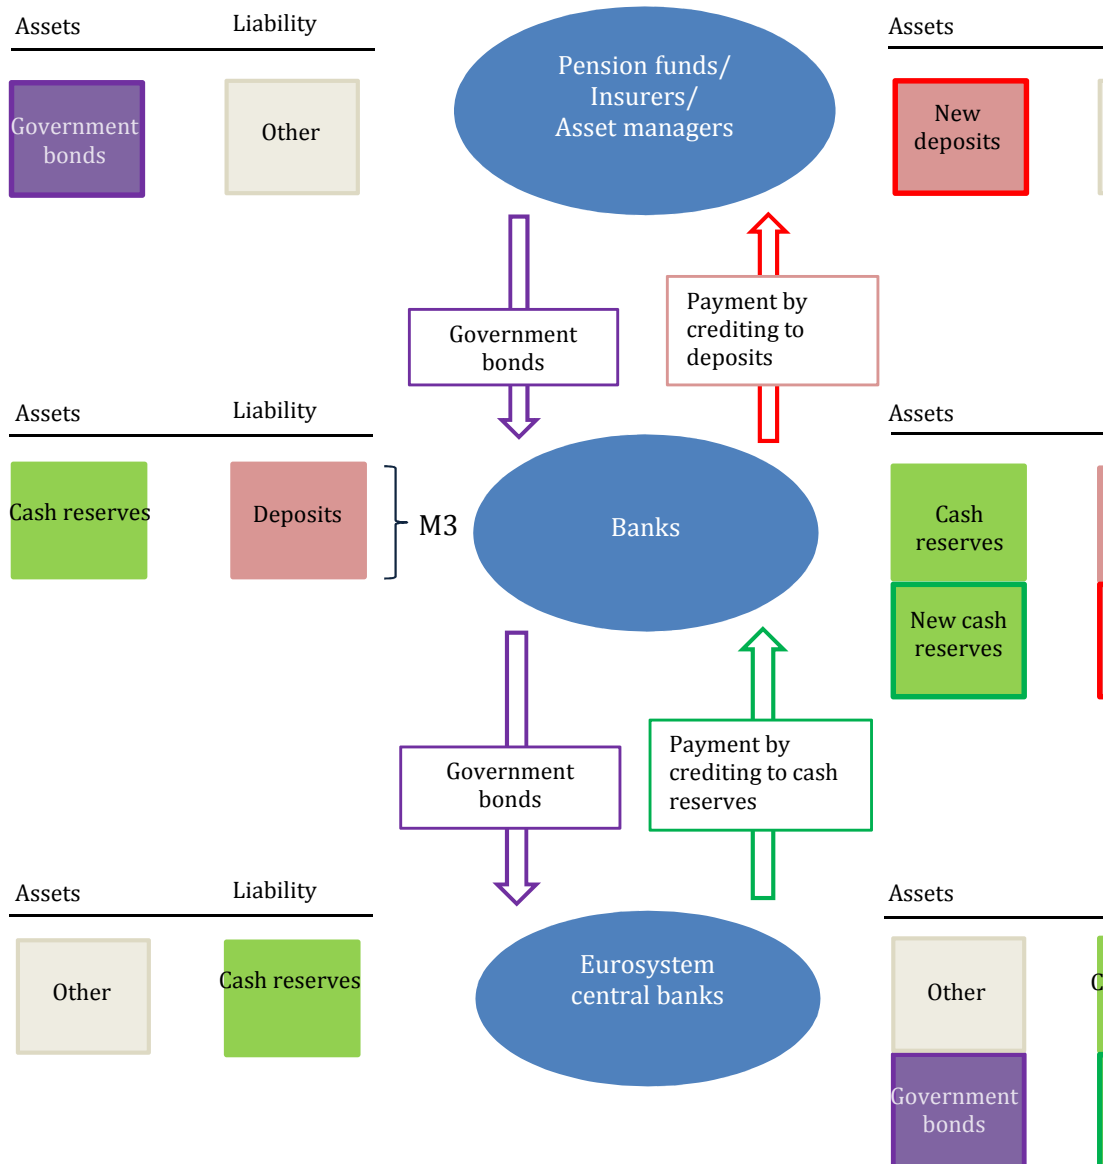 Assets
Liability
Assets
Pension funds/
Insurers/
Asset managers
Government
bonds
Other
New
deposits
Government
bonds
Payment by
crediting to
deposits
Assets
Liability
Assets
Cash reserves
Deposits
M3
Banks
Cash
reserves
New cash
reserves
Government
bonds
Payment by
crediting to cash
reserves
Assets
Liability
Assets
Other
Cash reserves
Eurosystem
central banks
Other
C
Government
bonds